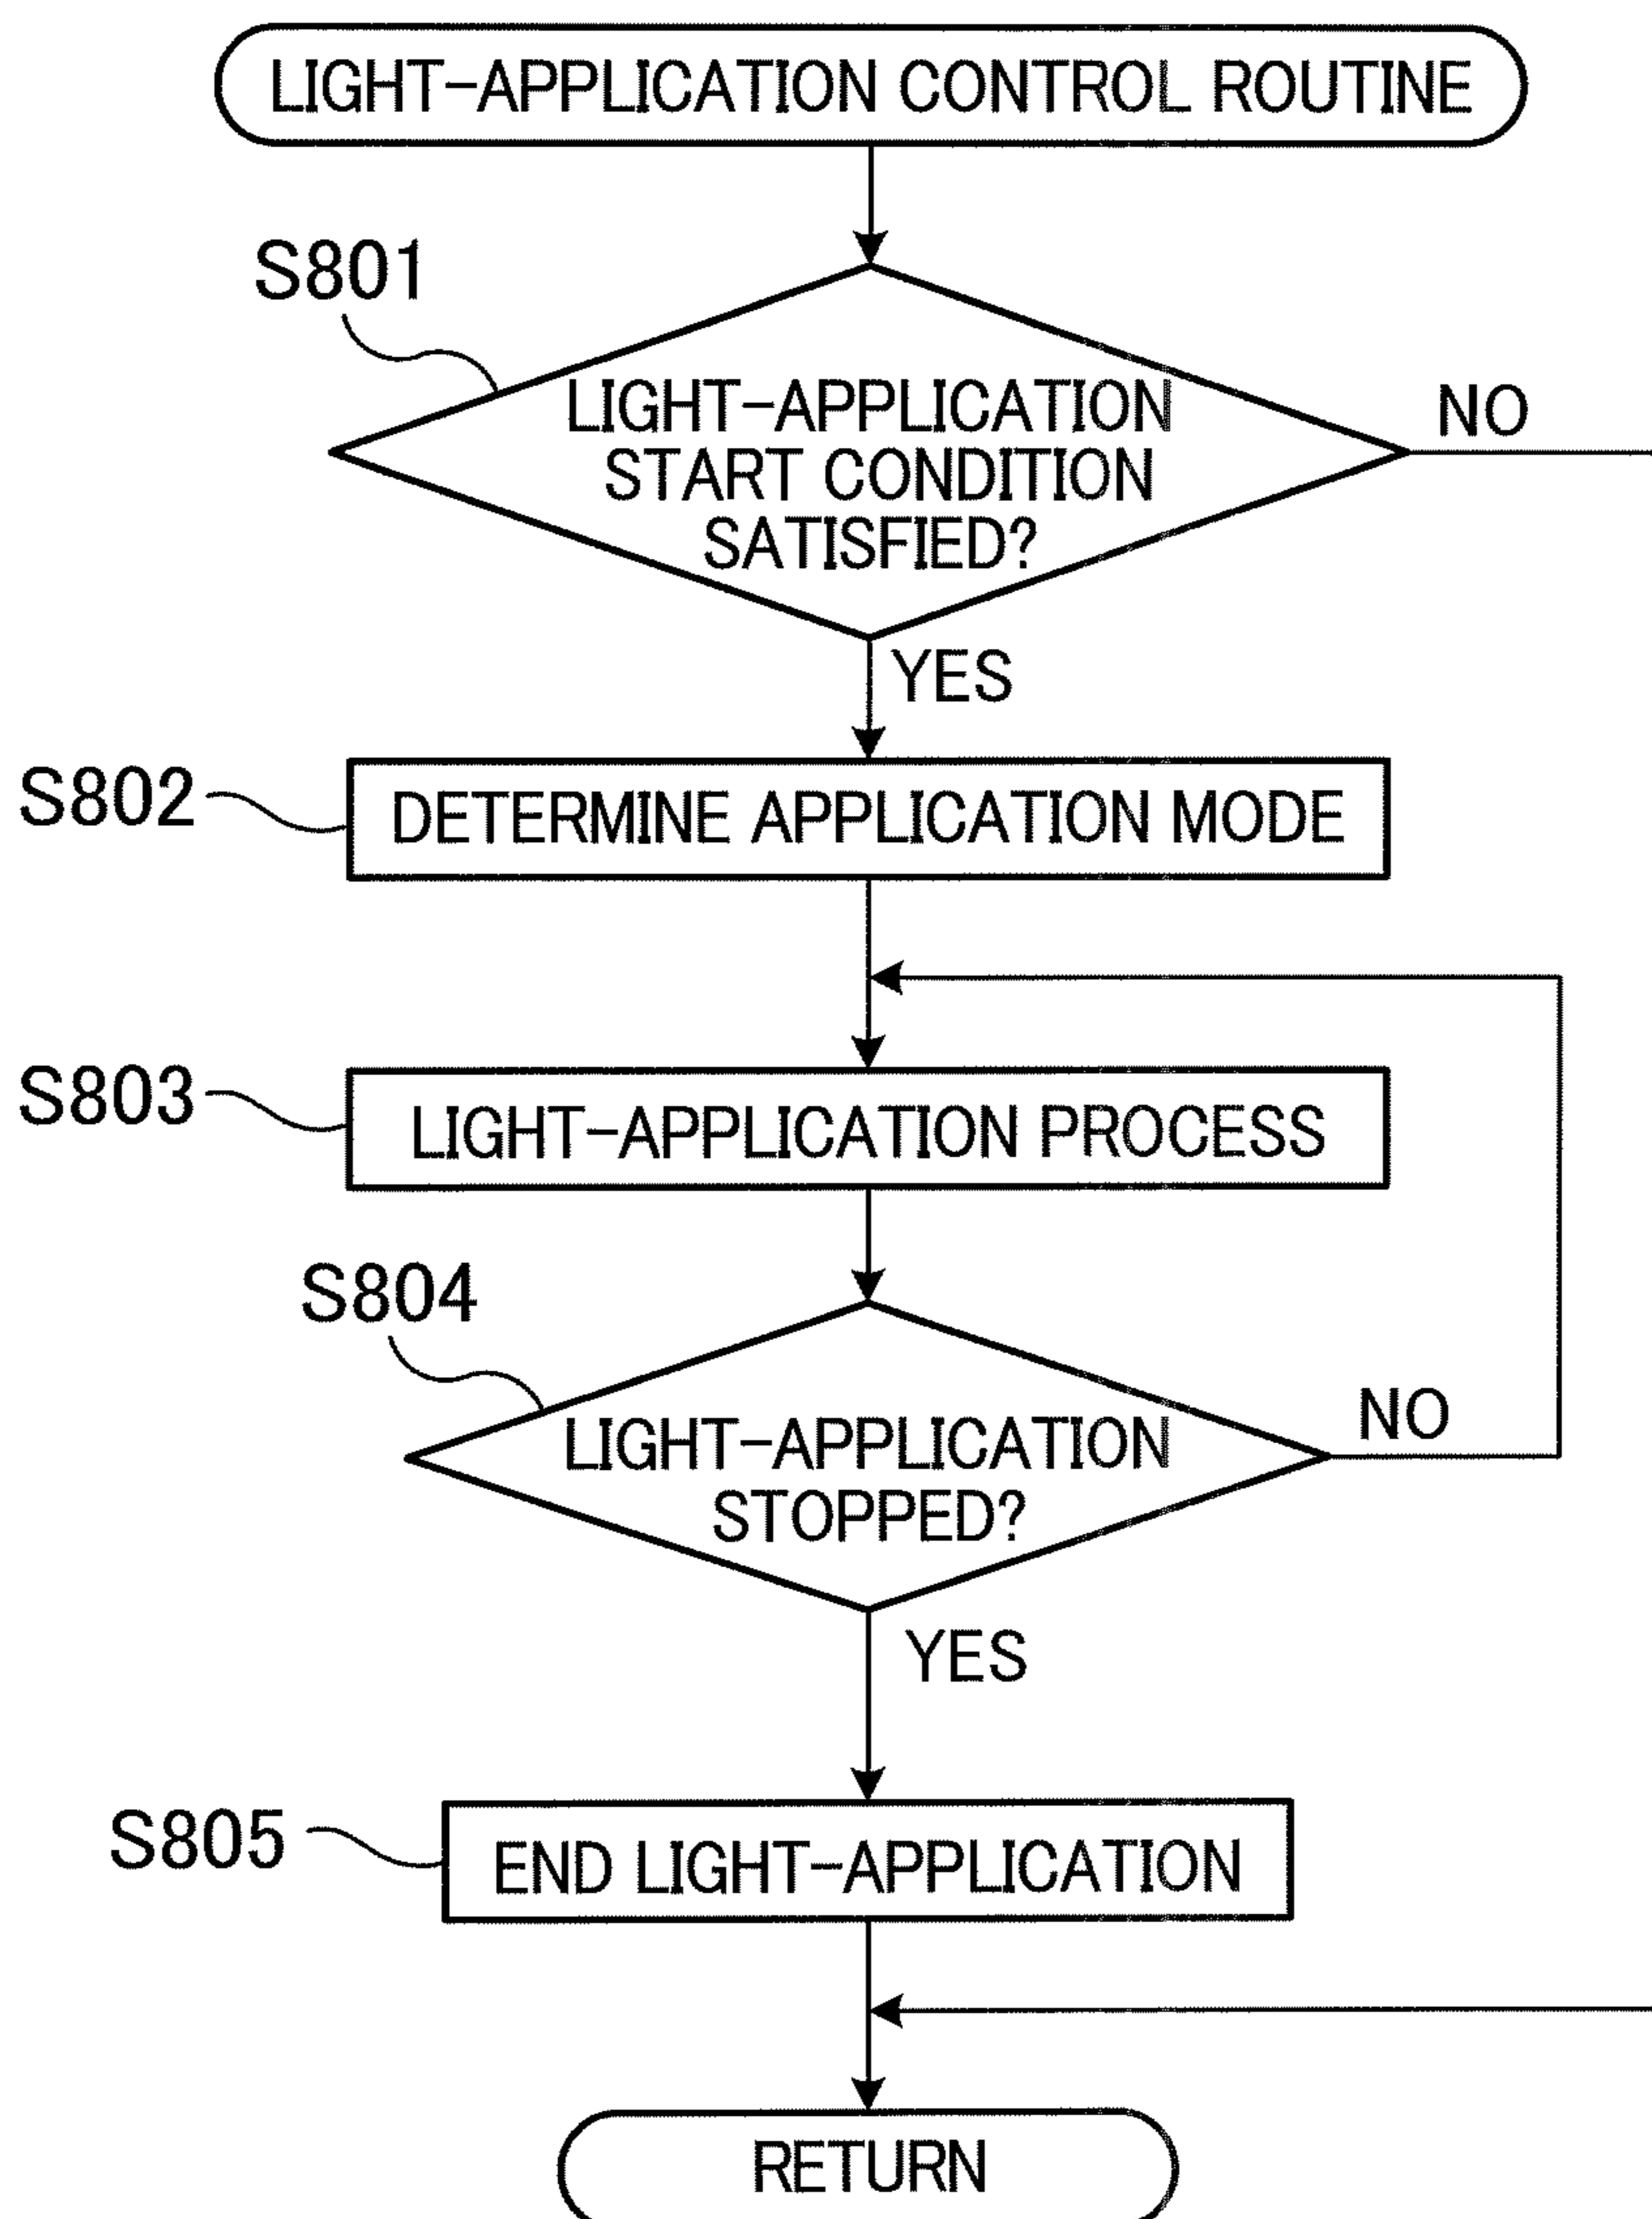 LIGHT-APPLICATION CONTROL ROUTINE
S801
LIGHT-APPLICATION
START CONDITION
SATISFIED?
NO
YES
S802
DETERMINE APPLICATION MODE
S803
LIGHT-APPLICATION PROCESS
S804
LIGHT-APPLICATION
STOPPED?
NO
YES
S805
END LIGHT-APPLICATION
RETURN